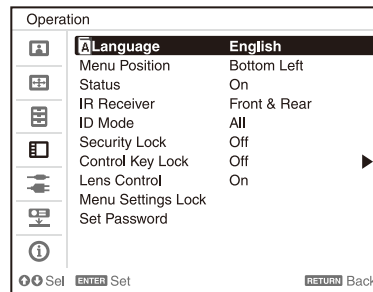 Operation
A Language English
Menu Position Bottom Left
Status On
IR Receiver Front & Rear
ID Mode All
Security Lock Off
Control Key Lock Off
Lens Control On
Menu Settings Lock
Set Password
Sel ENTER Set RETURN Back